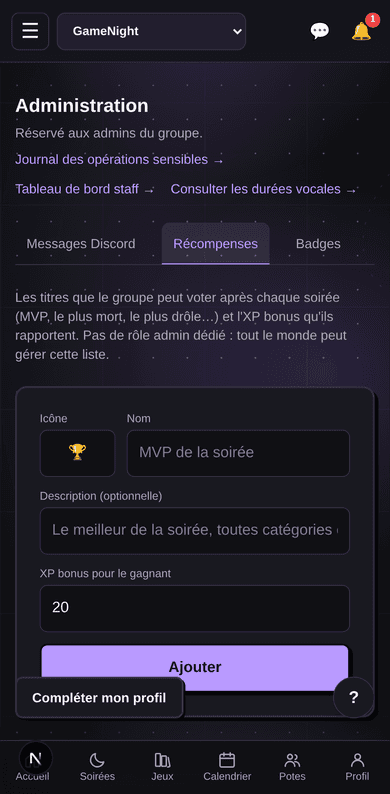 GameNight
1
Administration
Réservé aux admins du groupe.
Journal des opérations sensibles →
Tableau de bord staff → Consulter les durées vocales →
Messages Discord Récompenses Badges
Les titres que le groupe peut voter après chaque soirée
(MVP, le plus mort, le plus drôle…) et l'XP bonus qu'ils
rapportent. Pas de rôle admin dédié : tout le monde peut
gérer cette liste.
Icône Nom
MVP de la soirée
Description (optionnelle)
Le meilleur de la soirée, toutes catégories
XP bonus pour le gagnant
20
Ajouter
Compléter mon profil ?
N
Accueil Soirées Jeux Calendrier Potes Profil